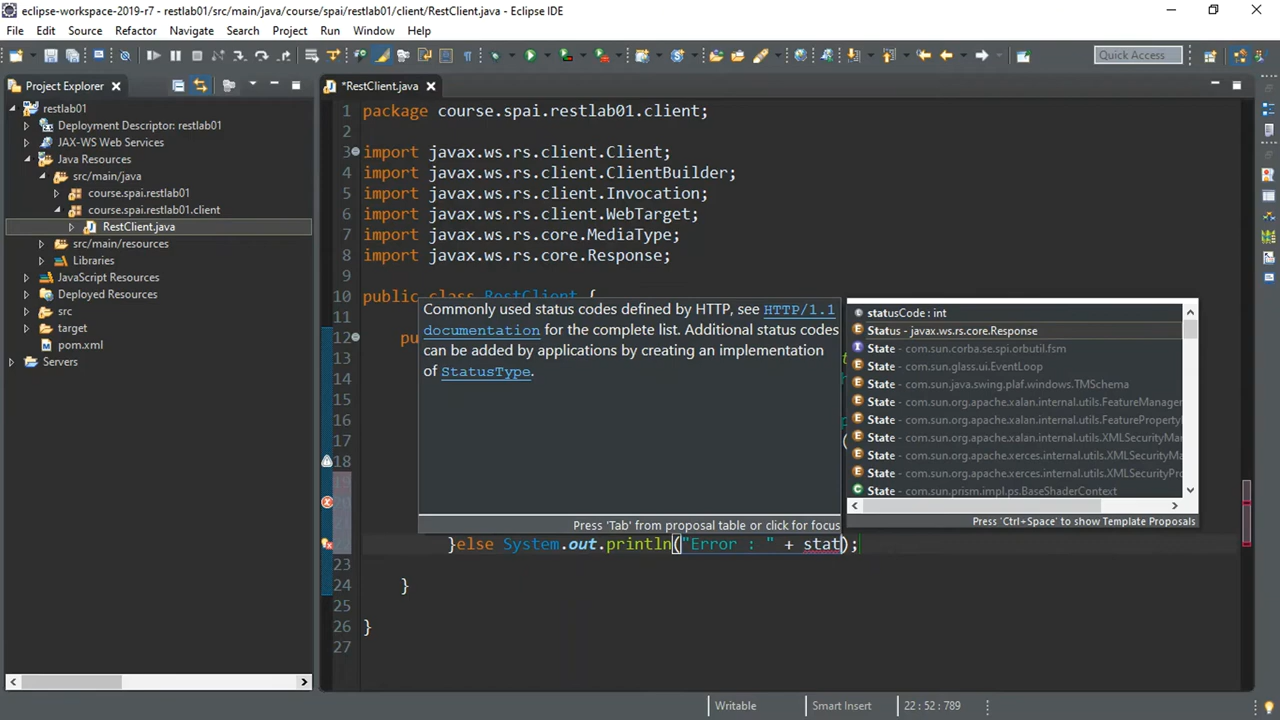 eclipse-workspace-2019-r7 - restlab01/src/main/java/course/spai/restlab01/client/RestClient.java - Eclipse IDE
File Edit Source Refactor Navigate Search Project Run Window Help
Quick Access
Project Explorer
*RestClient.java
restlab01
Deployment Descriptor: restlab01
JAX-WS Web Services
Java Resources
src/main/java
course.spai.restlab01
course.spai.restlab01.client
RestClient.java
src/main/resources
Libraries
JavaScript Resources
Deployed Resources
src
target
pom.xml
Servers
1 package course.spai.restlab01.client;
2
3 import javax.ws.rs.client.Client;
4 import javax.ws.rs.client.ClientBuilder;
5 import javax.ws.rs.client.Invocation;
6 import javax.ws.rs.client.WebTarget;
7 import javax.ws.rs.core.MediaType;
8 import javax.ws.rs.core.Response;
9
10 public class RestClient {
11
12 pu
13
14
15
16
17
18
19
20
22 }else System.out.println("Error : " + stat);
23
24 }
25
26 }
27
Commonly used status codes defined by HTTP, see HTTP/1.1
documentation for the complete list. Additional status codes
can be added by applications by creating an implementation
of StatusType.
Press 'Tab' from proposal table or click for focus
statusCode : int
Status - javax.ws.rs.core.Response
State - com.sun.corba.se.spi.orbutil.fsm
State - com.sun.glass.ui.EventLoop
State - com.sun.java.swing.plaf.windows.TMSchema
State - com.sun.org.apache.xalan.internal.utils.FeatureManager
State - com.sun.org.apache.xalan.internal.utils.FeatureProperty
State - com.sun.org.apache.xalan.internal.utils.XMLSecurityMa
State - com.sun.org.apache.xerces.internal.utils.XMLSecurityMa
State - com.sun.org.apache.xerces.internal.utils.XMLSecurityPro
State - com.sun.prism.impl.ps.BaseShaderContext
Press 'Ctrl+Space' to show Template Proposals
Writable Smart Insert 22 : 52 : 789